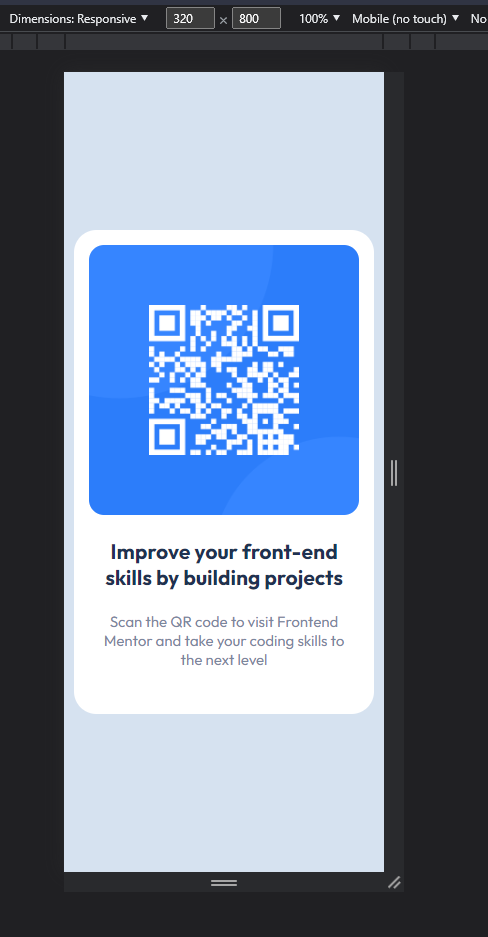 Dimensions: Responsive ▼ 320 × 800 100% ▼ Mobile (no touch) ▼ No
Improve your front-end
skills by building projects
Scan the QR code to visit Frontend
Mentor and take your coding skills to
the next level